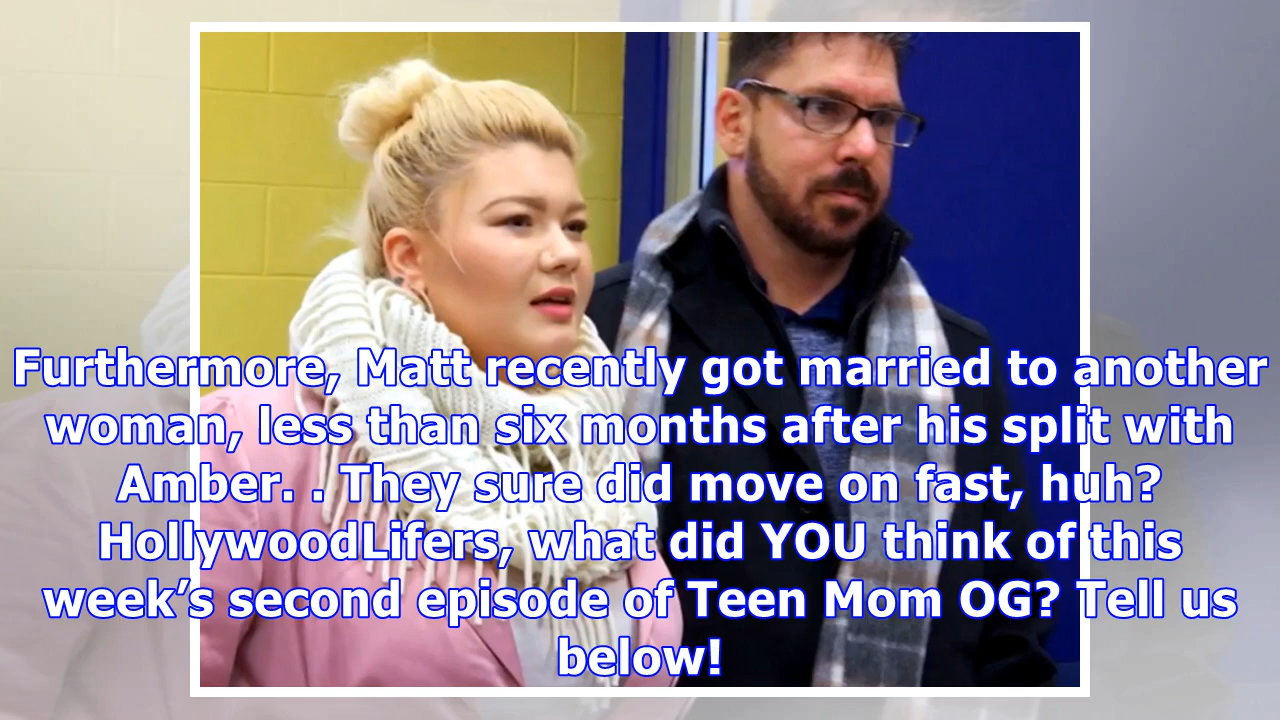 Furthermore, Matt recently got married to another
woman, less than six months after his split with
Amber. . They sure did move on fast, huh?
HollywoodLifers, what did YOU think of this
week’s second episode of Teen Mom OG? Tell us
below!